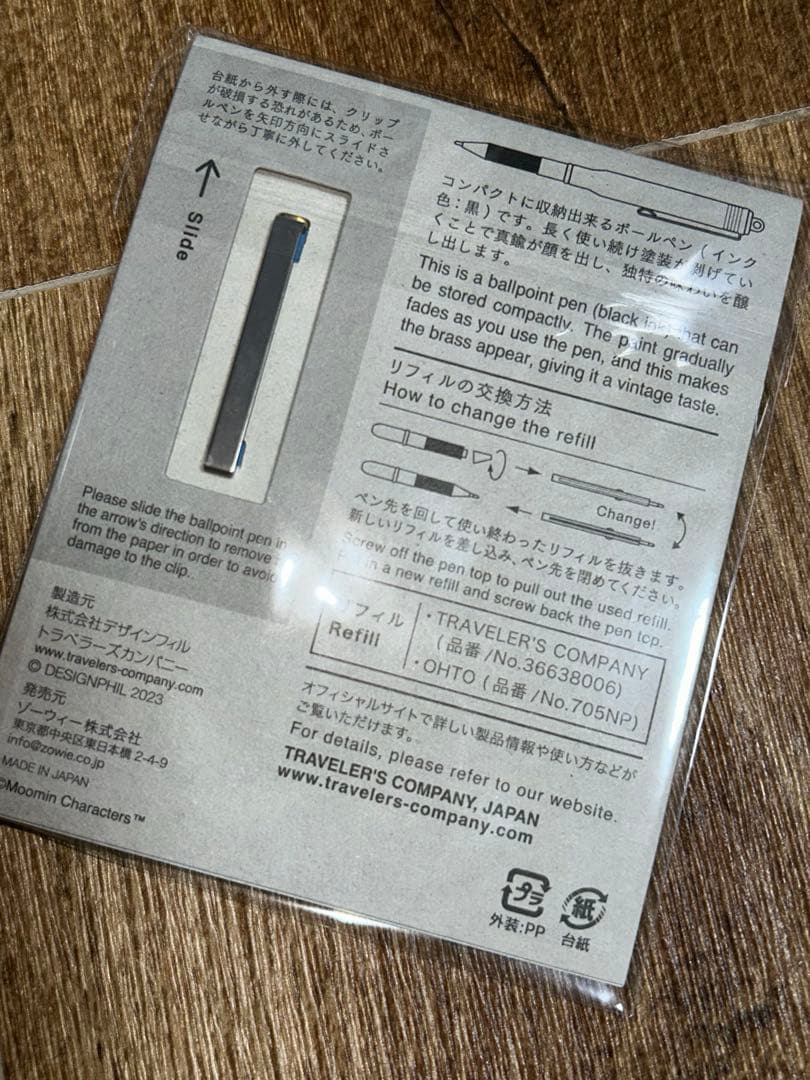 台紙から外す際には、クリップ
が破損する恐れがあるため、ボー
ルペンを矢印方向にスライドさ
せながら丁寧に外してください。
Slide
Please slide the ballpoint pen in
the arrow's direction to remove
from the paper in order to avoid
damage to the clip.
製造元
株式会社デザインフィル
トラベラーズカンパニー
www.travelers-company.com
© DESIGNPHIL 2023
発売元
ゾーウィー株式会社
東京都中央区東日本橋 2-4-9
info@zowie.co.jp
MADE IN JAPAN
©Moomin Characters™
コンパクトに収納出来るボールペン（インク
色：黒）です。長く使い続け塗装が剥げてい
くことで真鍮が顔を出し、独特の味わいを醸
し出します。
This is a ballpoint pen (black ink) that can
be stored compactly. The paint gradually
fades as you use the pen, and this makes
the brass appear, giving it a vintage taste.
リフィルの交換方法
How to change the refill
Change!
ペン先を回して使い終わったリフィルを抜きます。
新しいリフィルを差し込み、ペン先を閉めてください。
Screw off the pen top to pull out the used refill.
in a new refill and screw back the pen top.
リフィル
Refill
・TRAVELER'S COMPANY
(品番/No.36638006)
・OHTO (品番/No.705NP)
オフィシャルサイトで詳しい製品情報や使い方などが
ご覧いただけます。
For details, please refer to our website.
TRAVELER'S COMPANY, JAPAN
www.travelers-company.com
プラ
外装:PP
紙
台紙